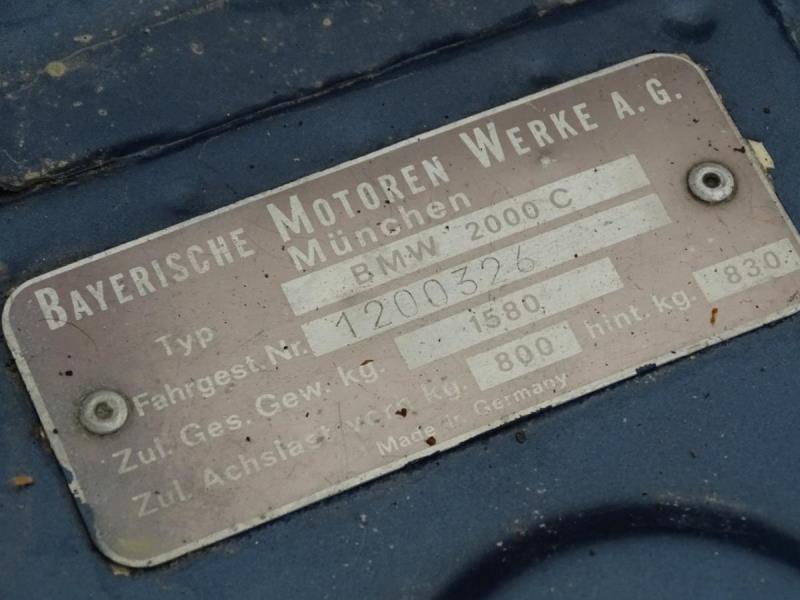 BAYERISCHE MOTOREN WERKE A.G.
München
Typ BMW 2000 C
Fahrgest. Nr. 1200326
Zul. Ges. Gew. kg. 1580
Zul. Achslast vorn kg. 800 hint. kg. 830
Made in Germany